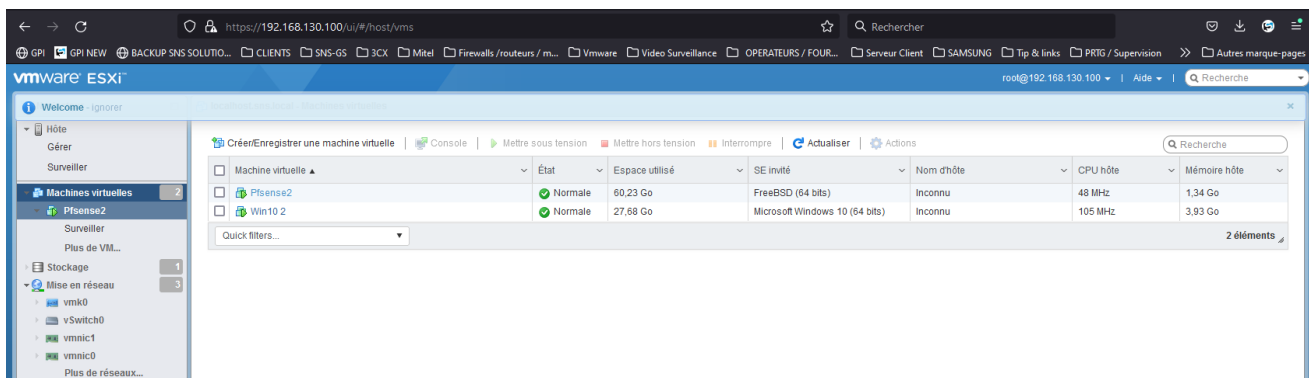 https://192.168.130.100/ui/#/host/vms
Rechercher
GPI GPI NEW BACKUP SNS SOLUTIO... CLIENTS SNS-GS 3CX Mitel Firewalls /routeurs / m... Vmware Video Surveillance OPERATEURS / FOUR... Serveur Client SAMSUNG Tip & links PRTG / Supervision Autres marque-pages
vmware ESXi™
root@192.168.130.100 | Aide | Rechercher
Welcome - ignorer
Hôte
Gérer
Surveiller
Machines virtuelles 2
Pfsense2
Surveiller
Plus de VM...
Stockage 1
Mise en réseau 3
vmk0
vSwitch0
vmnic1
vmnic0
Plus de réseaux...
Créer/Enregistrer une machine virtuelle | Console | Mettre sous tension Mettre hors tension Interrompre | Actualiser | Actions
Recherche
Machine virtuelle État Espace utilisé SE invité Nom d'hôte CPU hôte Mémoire hôte
Pfsense2 Normale 60,23 Go FreeBSD (64 bits) Inconnu 48 MHz 1,34 Go
Win10 2 Normale 27,68 Go Microsoft Windows 10 (64 bits) Inconnu 105 MHz 3,93 Go
Quick filters...
2 éléments